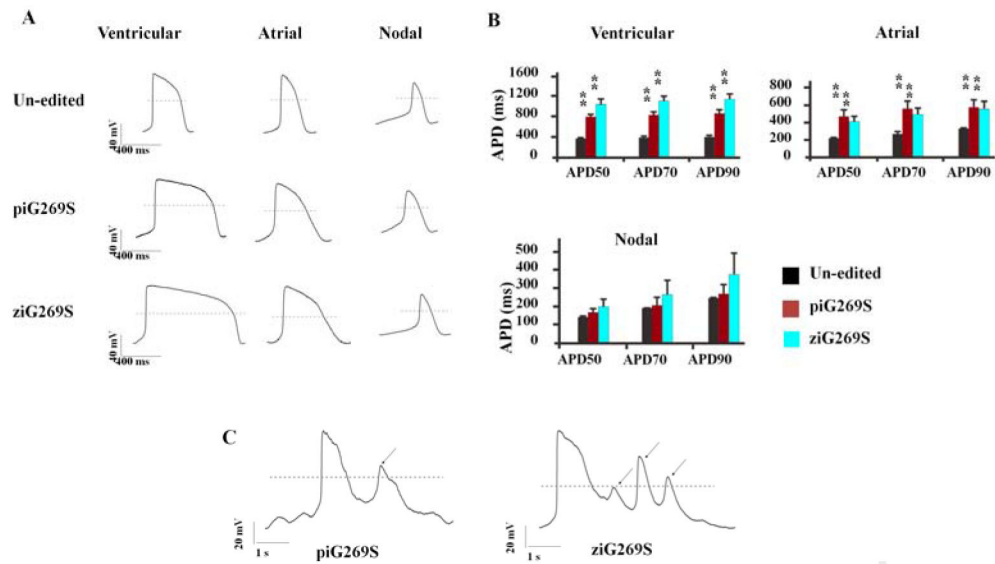 A
Ventricular Atrial Nodal
Un-edited
40 mV
400 ms
piG269S
40 mV
400 ms
ziG269S
40 mV
400 ms
B
Ventricular
APD (ms)
1600
1200
800
400
0
** ** ** ** ** **
APD50 APD70 APD90
Atrial
800
600
400
200
0
** ** ** ** ** **
APD50 APD70 APD90
Nodal
APD (ms)
500
400
300
200
100
0
APD50 APD70 APD90
Un-edited
piG269S
ziG269S
C
20 mV
1 s
piG269S
20 mV
1 s
ziG269S